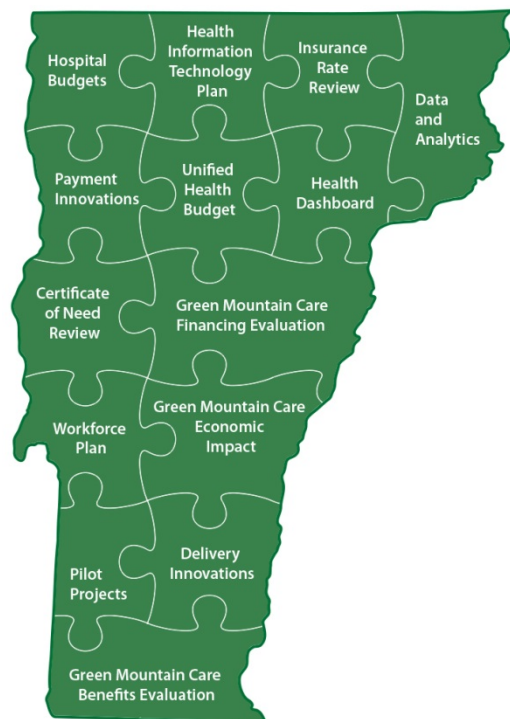 Hospital
Budgets
Health
Information
Technology
Plan
Insurance
Rate
Review
Data
and
Analytics
Payment
Innovations
Unified
Health
Budget
Health
Dashboard
Certificate
of Need
Review
Green Mountain Care
Financing Evaluation
Workforce
Plan
Green Mountain Care
Economic
Impact
Pilot
Projects
Delivery
Innovations
Green Mountain Care
Benefits Evaluation